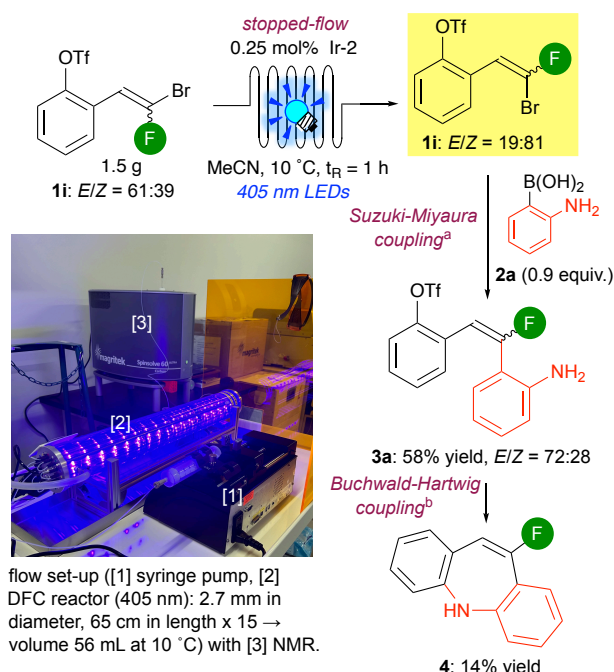 stopped-flow
0.25 mol% Ir-2
OTf
Br
F
1.5 g
1i: E/Z = 61:39
MeCN, 10 ˚C, tR = 1 h
405 nm LEDs
OTf
F
Br
1i: E/Z = 19:81
Suzuki-Miyaura
couplingᵃ
B(OH)₂
NH₂
2a (0.9 equiv.)
OTf
F
NH₂
3a: 58% yield, E/Z = 72:28
Buchwald-Hartwig
couplingᵇ
F
HN
4: 14% yield
[3]
magritek
Spinsolve 60
[2]
[1]
flow set-up ([1] syringe pump, [2]
DFC reactor (405 nm): 2.7 mm in
diameter, 65 cm in length x 15 →
volume 56 mL at 10 ˚C) with [3] NMR.